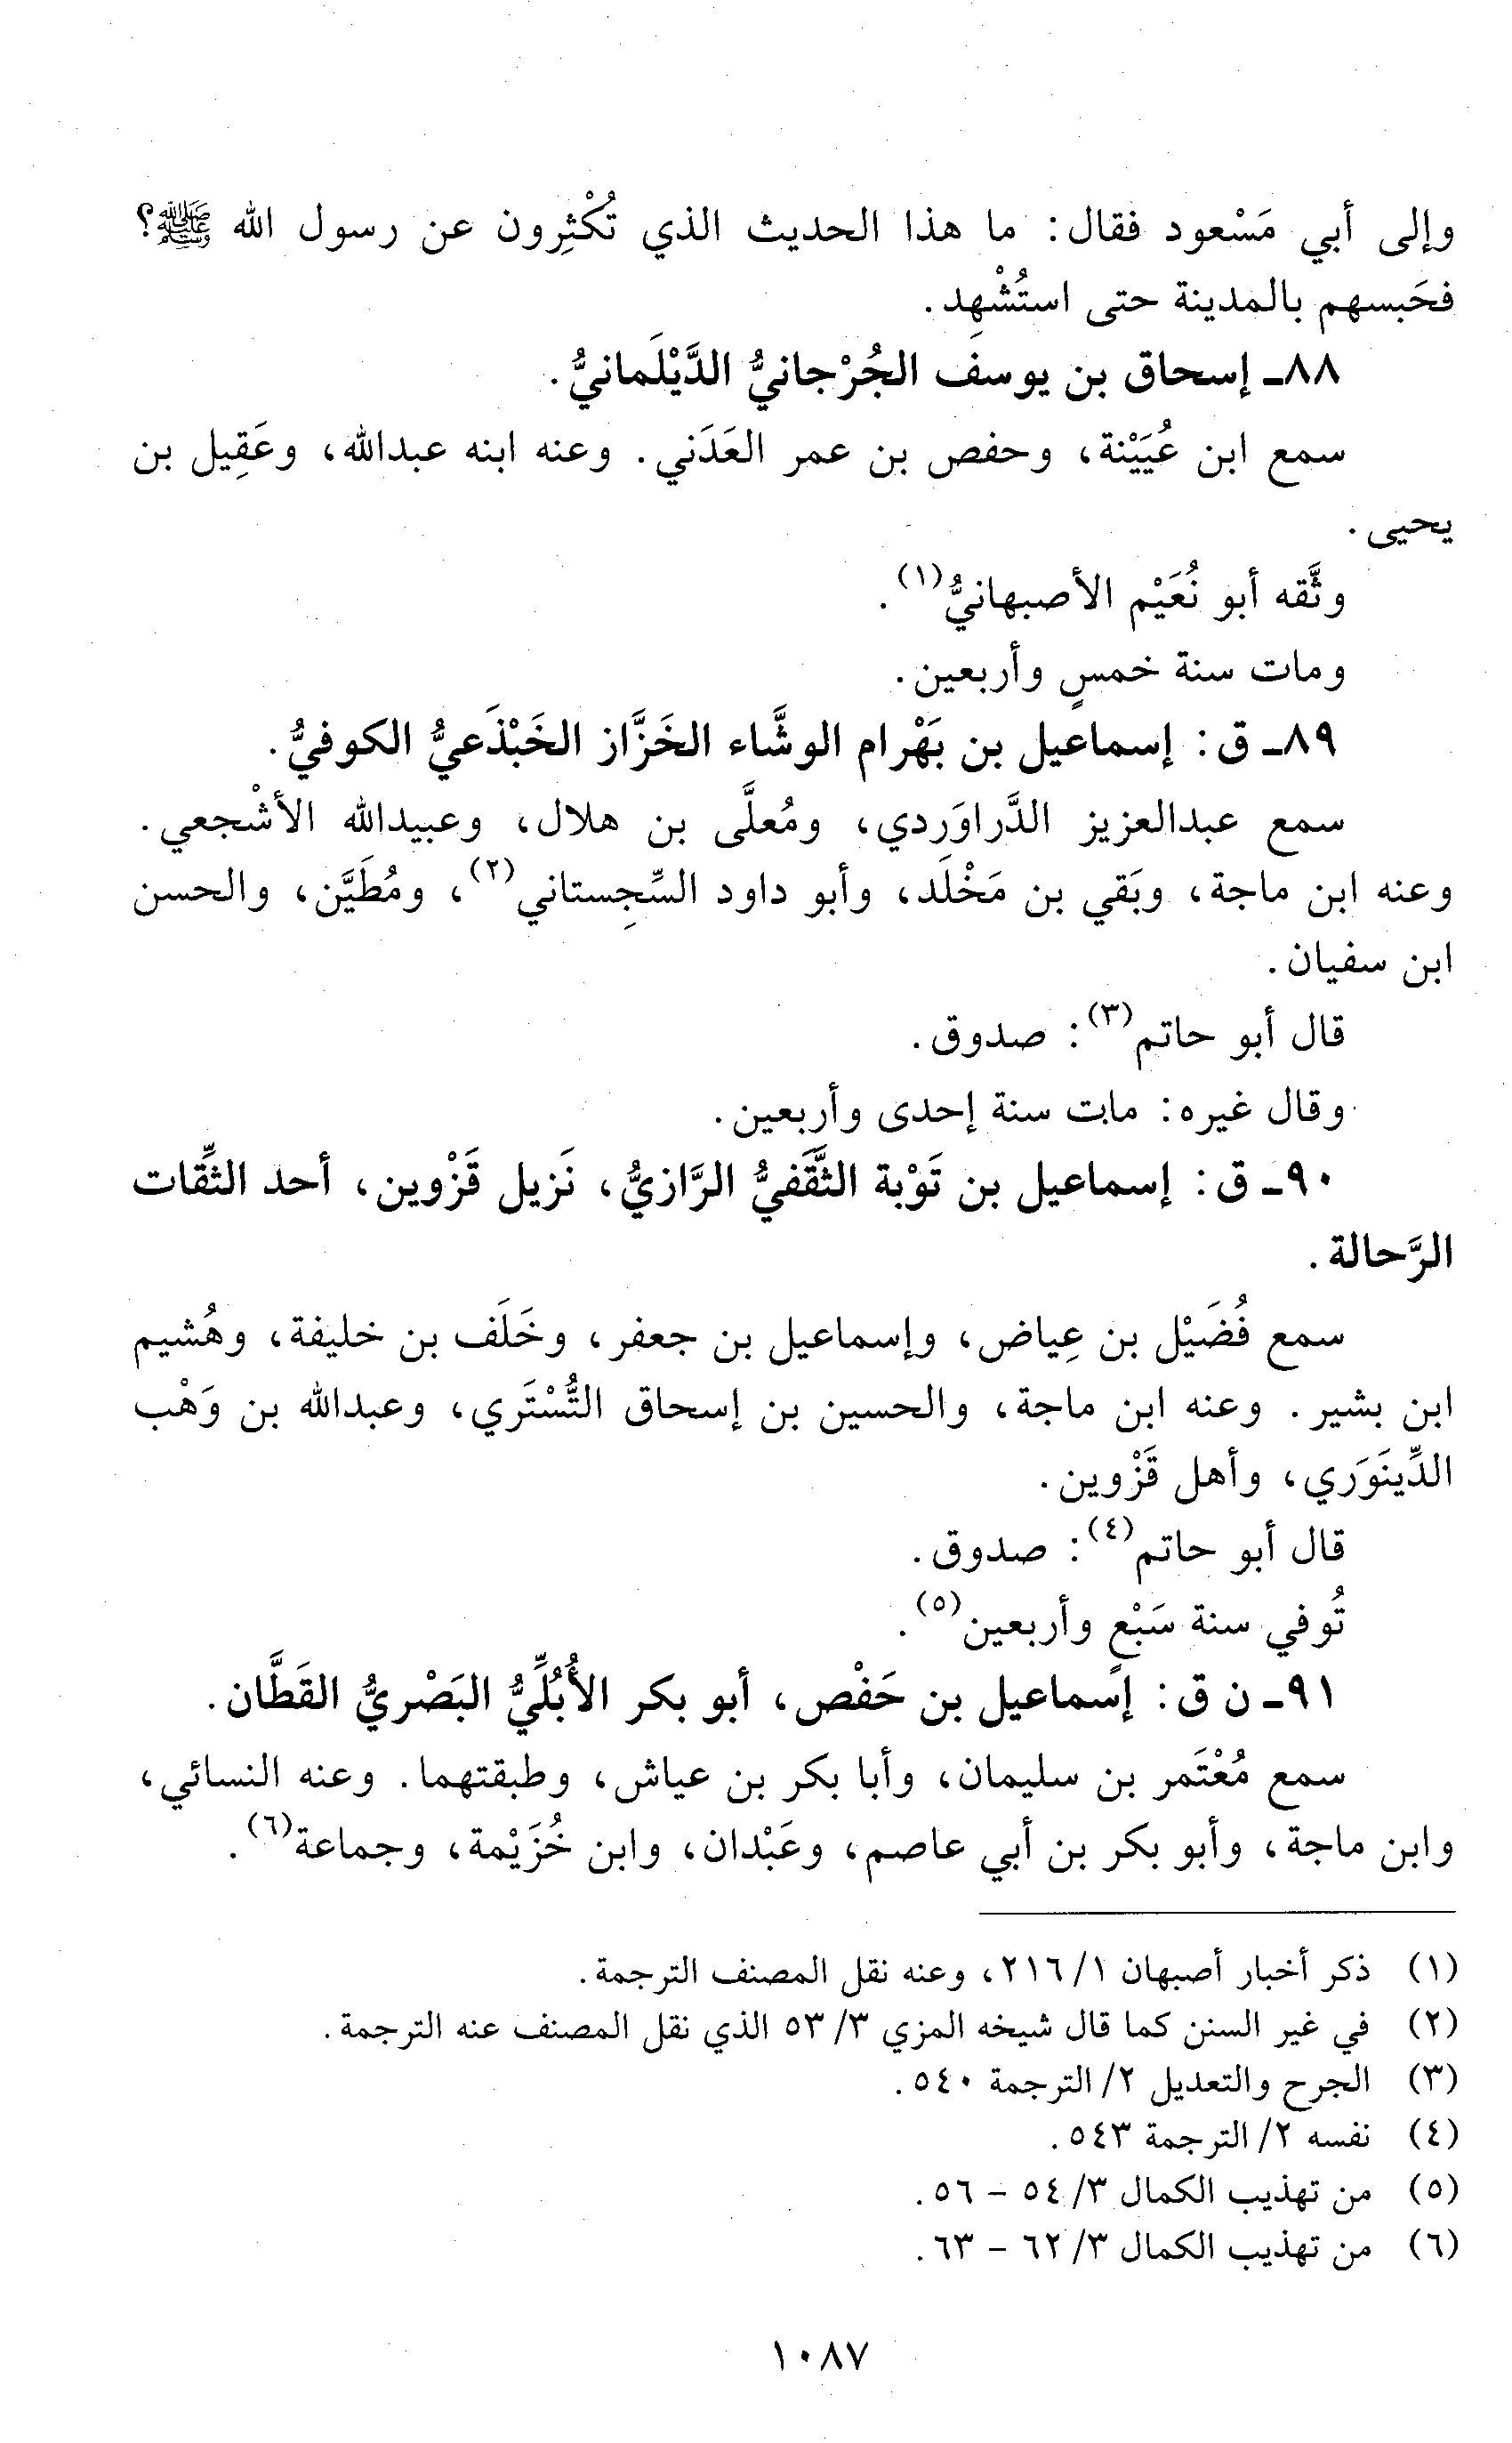 وإلى أبي مَسْعود فقال: ما هذا الحديث الذي تُكْثِرون عن رسول الله ﷺ؟
فحَبسهم بالمدينة حتى استُشْهِد.
٨٨ـ إسحاق بن يوسف الجُرْجانيُّ الدَّيْلَمانيُّ.
سمع ابن عُيَيْنة، وحفص بن عمر العَدَني. وعنه ابنه عبدالله، وعَقِيل بن
يحيى.
وثَّقه أبو نُعَيْم الأصبهانيُّ(١).
ومات سنة خمسٍ وأربعين.
٨٩ـ ق: إسماعيل بن بَهْرام الوشَّاء الخَزَّاز الخَبْذَعيُّ الكوفيُّ.
سمع عبدالعزيز الدَّراوَردي، ومُعلَّى بن هلال، وعبيدالله الأشْجعي.
وعنه ابن ماجة، وبَقي بن مَخْلَد، وأبو داود السِّجِستاني(٢)، ومُطَيَّن، والحسن
ابن سفيان.
قال أبو حاتم(٣): صدوق.
وقال غيره: مات سنة إحدى وأربعين.
٩٠ـ ق: إسماعيل بن تَوْبة الثَّقَفيُّ الرَّازيُّ، نَزيل قَزْوين، أحد الثِّقات
الرَّحالة.
سمع فُضَيْل بن عِياض، وإسماعيل بن جعفر، وخَلَف بن خليفة، وهُشيم
ابن بشير. وعنه ابن ماجة، والحسين بن إسحاق التُّسْتَري، وعبدالله بن وَهْب
الدِّينَوَري، وأهل قَزْوين.
قال أبو حاتم(٤): صدوق.
تُوفي سنة سَبْعٍ وأربعين(٥).
٩١ـ ن ق: إسماعيل بن حَفْص، أبو بكر الأُبُلِّيُّ البَصْريُّ القَطَّان.
سمع مُعْتَمر بن سليمان، وأبا بكر بن عياش، وطبقتهما. وعنه النسائي،
وابن ماجة، وأبو بكر بن أبي عاصم، وعَبْدان، وابن خُزَيْمة، وجماعة(٦).
(١) ذكر أخبار أصبهان ١/ ٢١٦، وعنه نقل المصنف الترجمة.
(٢) في غير السنن كما قال شيخه المزي ٣/ ٥٣ الذي نقل المصنف عنه الترجمة.
(٣) الجرح والتعديل ٢/ الترجمة ٥٤٠.
(٤) نفسه ٢/ الترجمة ٥٤٣.
(٥) من تهذيب الكمال ٣/ ٥٤ - ٥٦.
(٦) من تهذيب الكمال ٣/ ٦٢ - ٦٣.
١٠٨٧